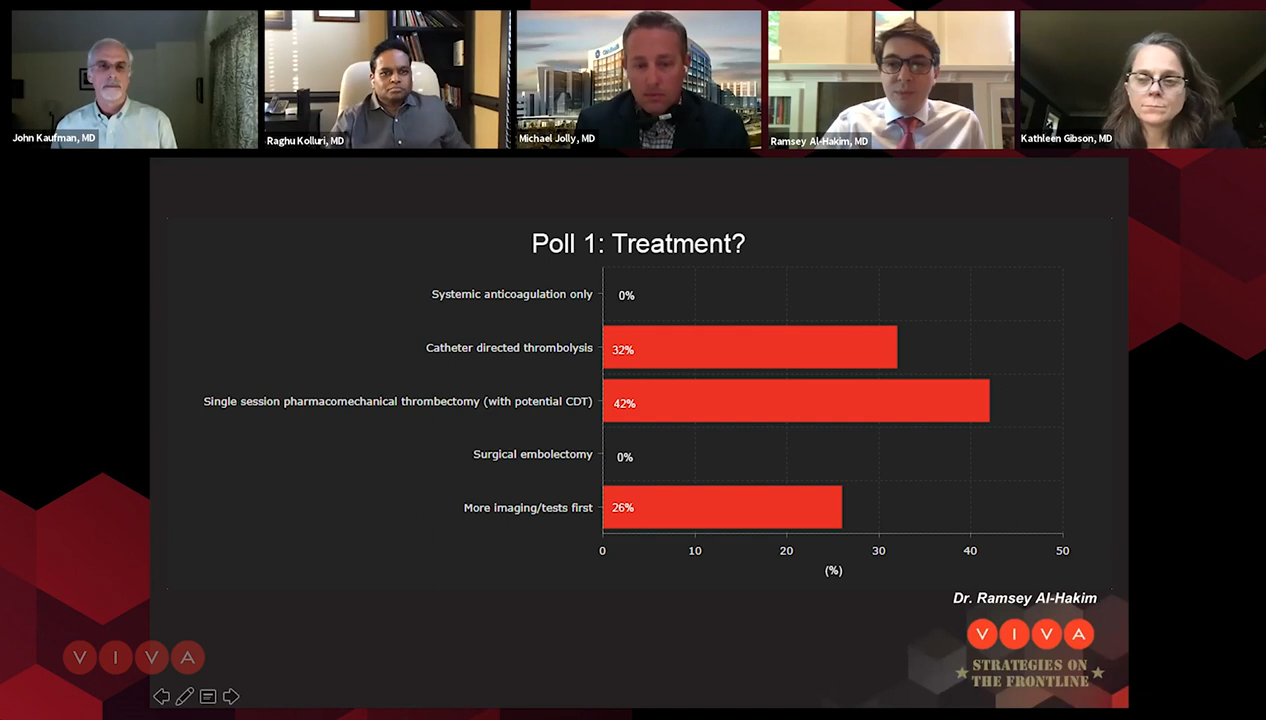 John Kaufman, MD
Raghu Kolluri, MD
Michael Jolly, MD
Ramsey Al-Hakim, MD
Kathleen Gibson, MD
Poll 1: Treatment?
Systemic anticoagulation only
0%
Catheter directed thrombolysis
32%
Single session pharmacomechanical thrombectomy (with potential CDT)
42%
Surgical embolectomy
0%
More imaging/tests first
26%
0 10 20 30 40 50
(%)
Dr. Ramsey Al-Hakim
VIVA
STRATEGIES ON
THE FRONTLINE
VIVA